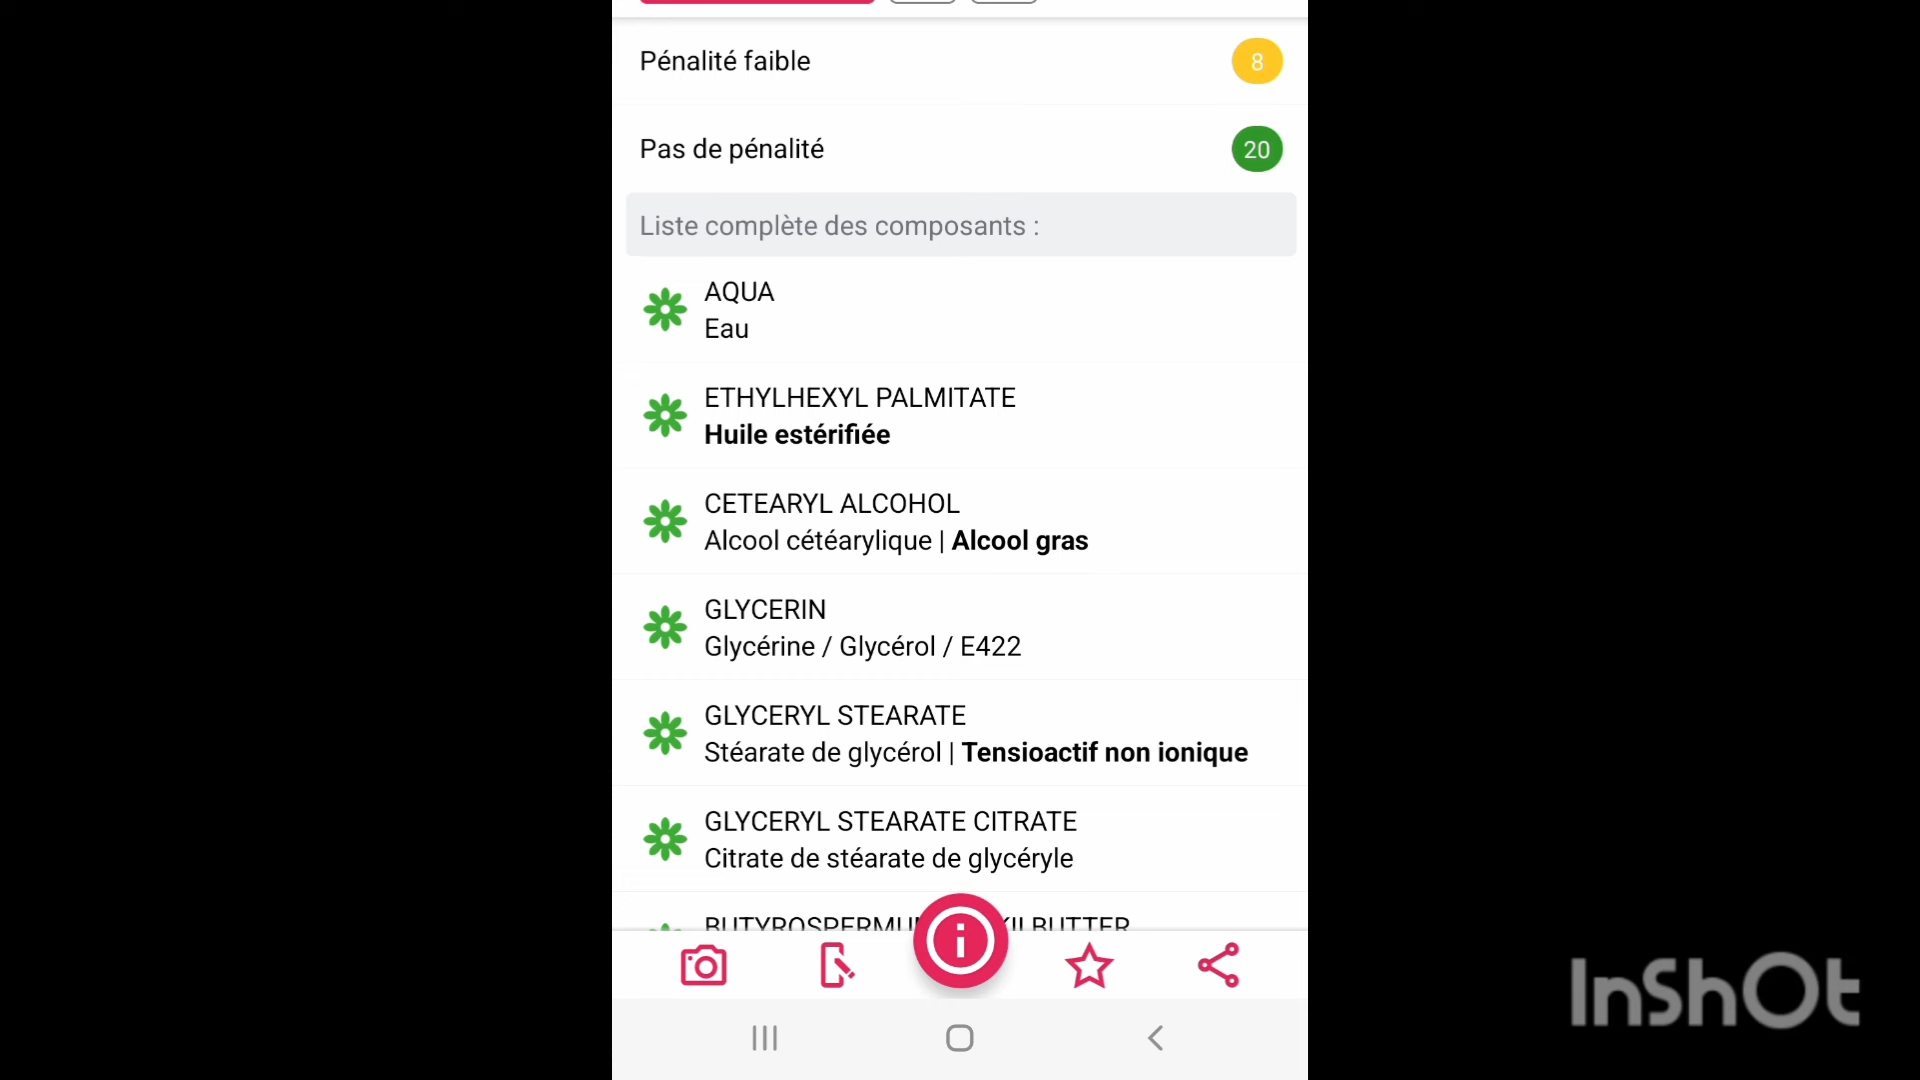 Pénalité faible
8
Pas de pénalité
20
Liste complète des composants :
AQUA
Eau
ETHYLHEXYL PALMITATE
Huile estérifiée
CETEARYL ALCOHOL
Alcool cétéarylique | Alcool gras
GLYCERIN
Glycérine / Glycérol / E422
GLYCERYL STEARATE
Stéarate de glycérol | Tensioactif non ionique
GLYCERYL STEARATE CITRATE
Citrate de stéarate de glycéryle
InShOt